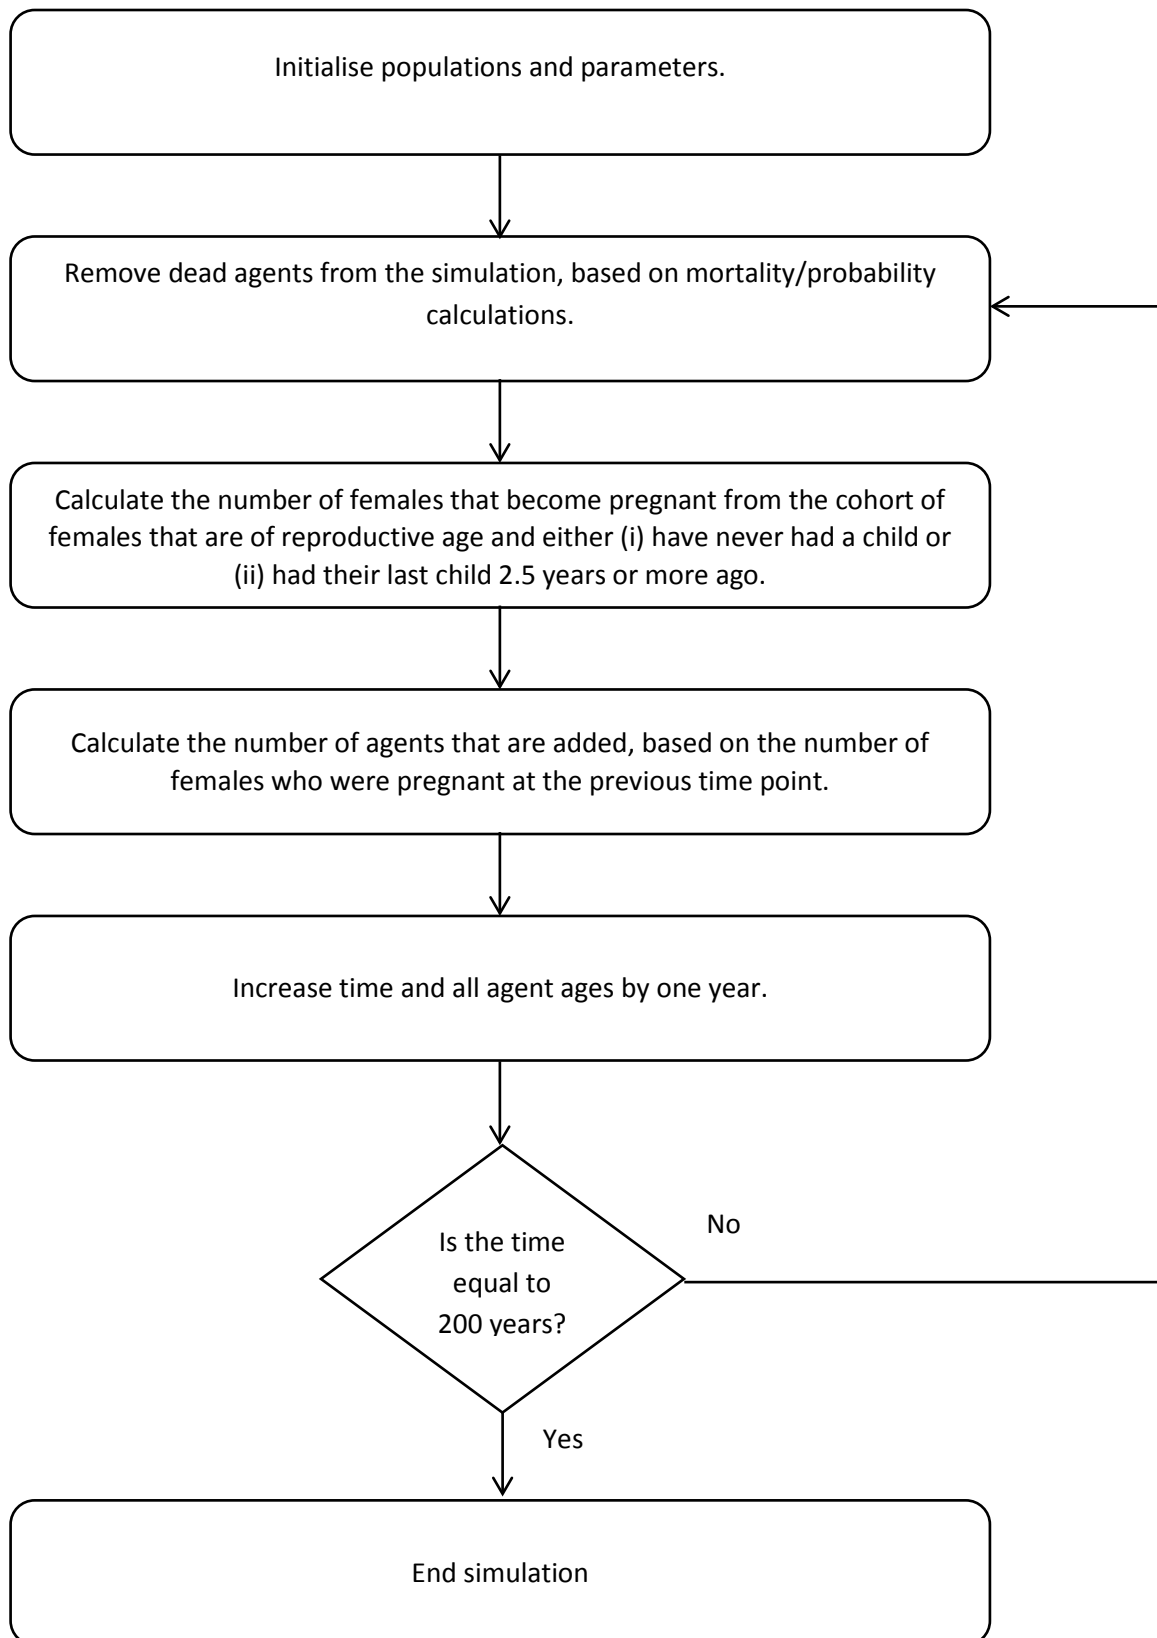 Initialise populations and parameters.
Remove dead agents from the simulation, based on mortality/probability
calculations.
Calculate the number of females that become pregnant from the cohort of
females that are of reproductive age and either (i) have never had a child or
(ii) had their last child 2.5 years or more ago.
Calculate the number of agents that are added, based on the number of
females who were pregnant at the previous time point.
Increase time and all agent ages by one year.
No
Is the time
equal to
200 years?
Yes
End simulation